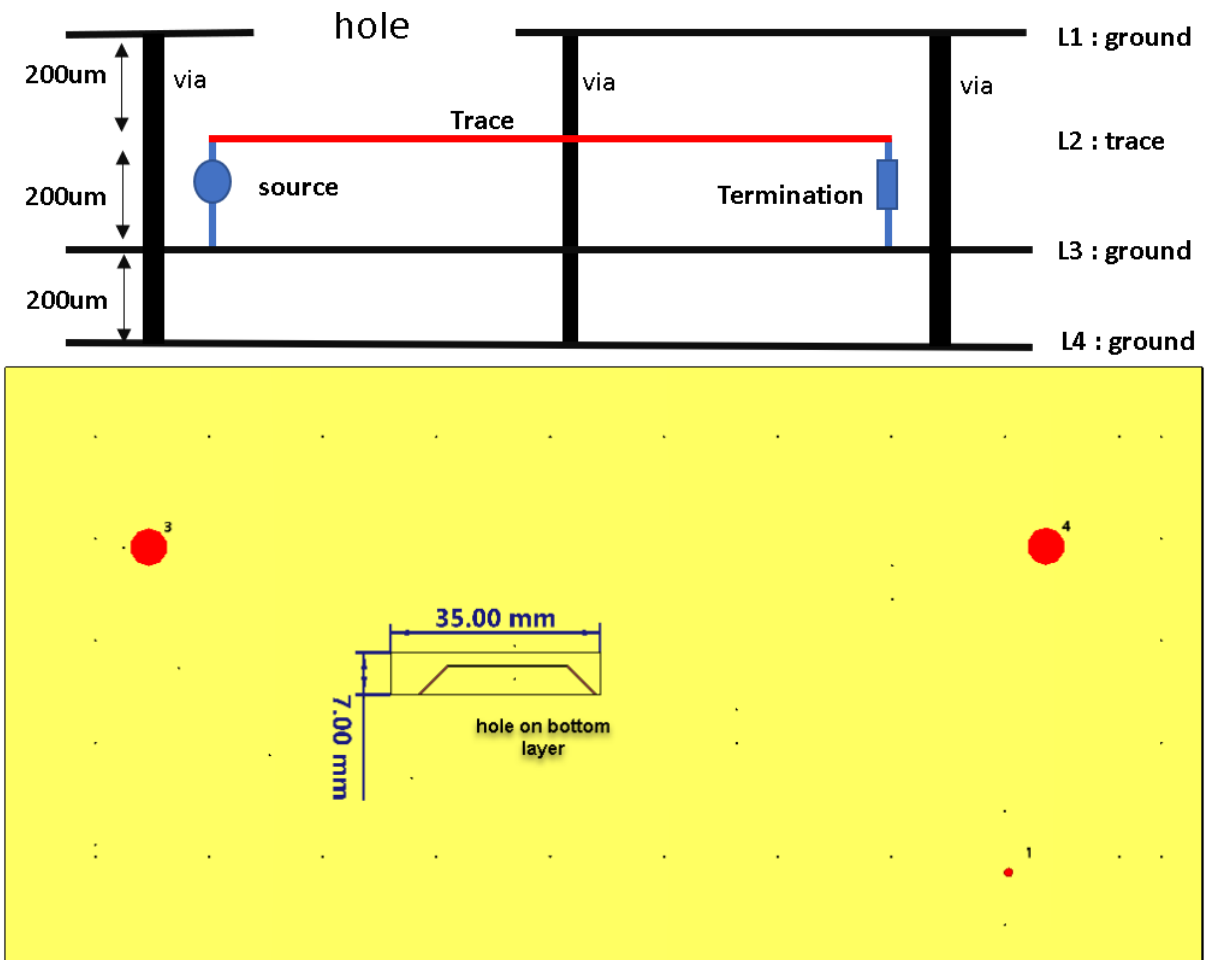 hole
L1 : ground
200um
via
via
via
Trace
L2 : trace
200um
source
Termination
L3 : ground
200um
L4 : ground
3
4
35.00 mm
7.00 mm
hole on bottom
layer
1